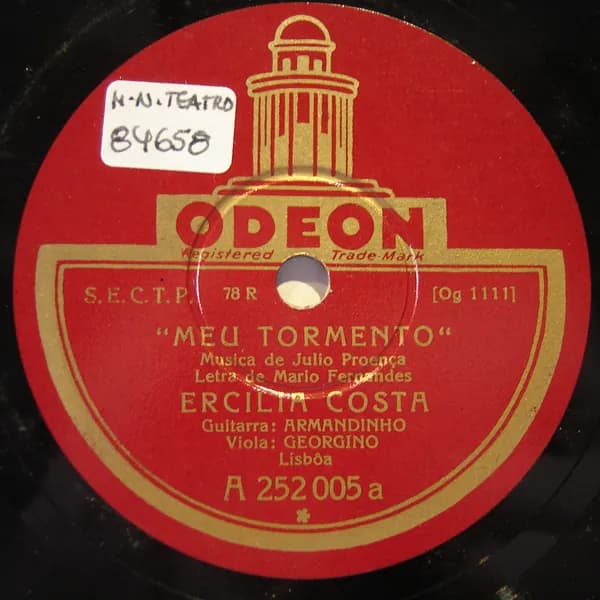 M-N.TEATRO
84658
ODEON
Registered Trade-Mark
S.E.C.T.P. 78 R [Og 1111]
"MEU TORMENTO"
Musica de Julio Proença
Letra de Mario Fernandes
ERCILIA COSTA
Guitarra: ARMANDINHO
Viola: GEORGINO
Lisbôa
A 252 005 a